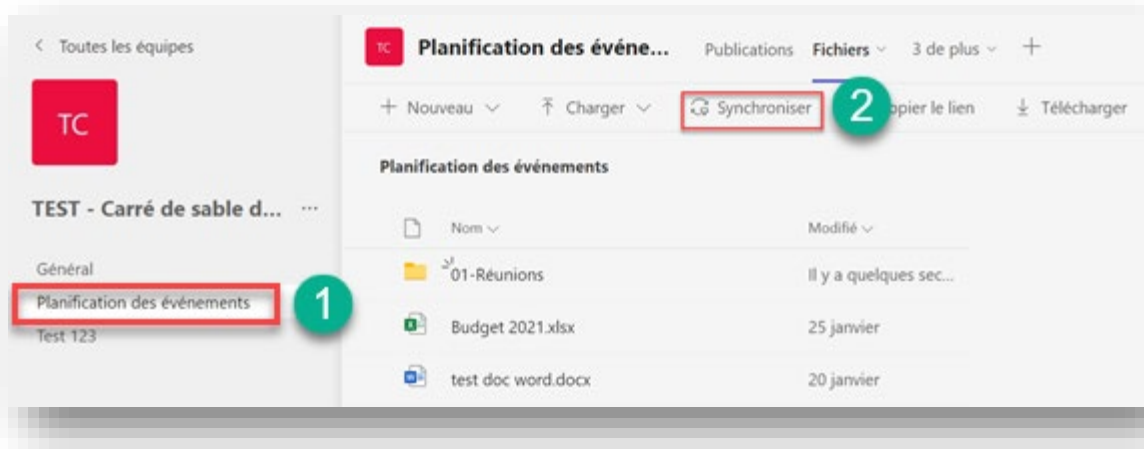 Toutes les équipes
TC
TEST - Carré de sable d... ...
Général
Planification des événements
1
Test 123
TC Planification des événe... Publications Fichiers 3 de plus +
+ Nouveau Charger Synchroniser 2 opier le lien Télécharger
Planification des événements
Nom Modifié
01-Réunions Il y a quelques sec...
Budget 2021.xlsx 25 janvier
test doc word.docx 20 janvier